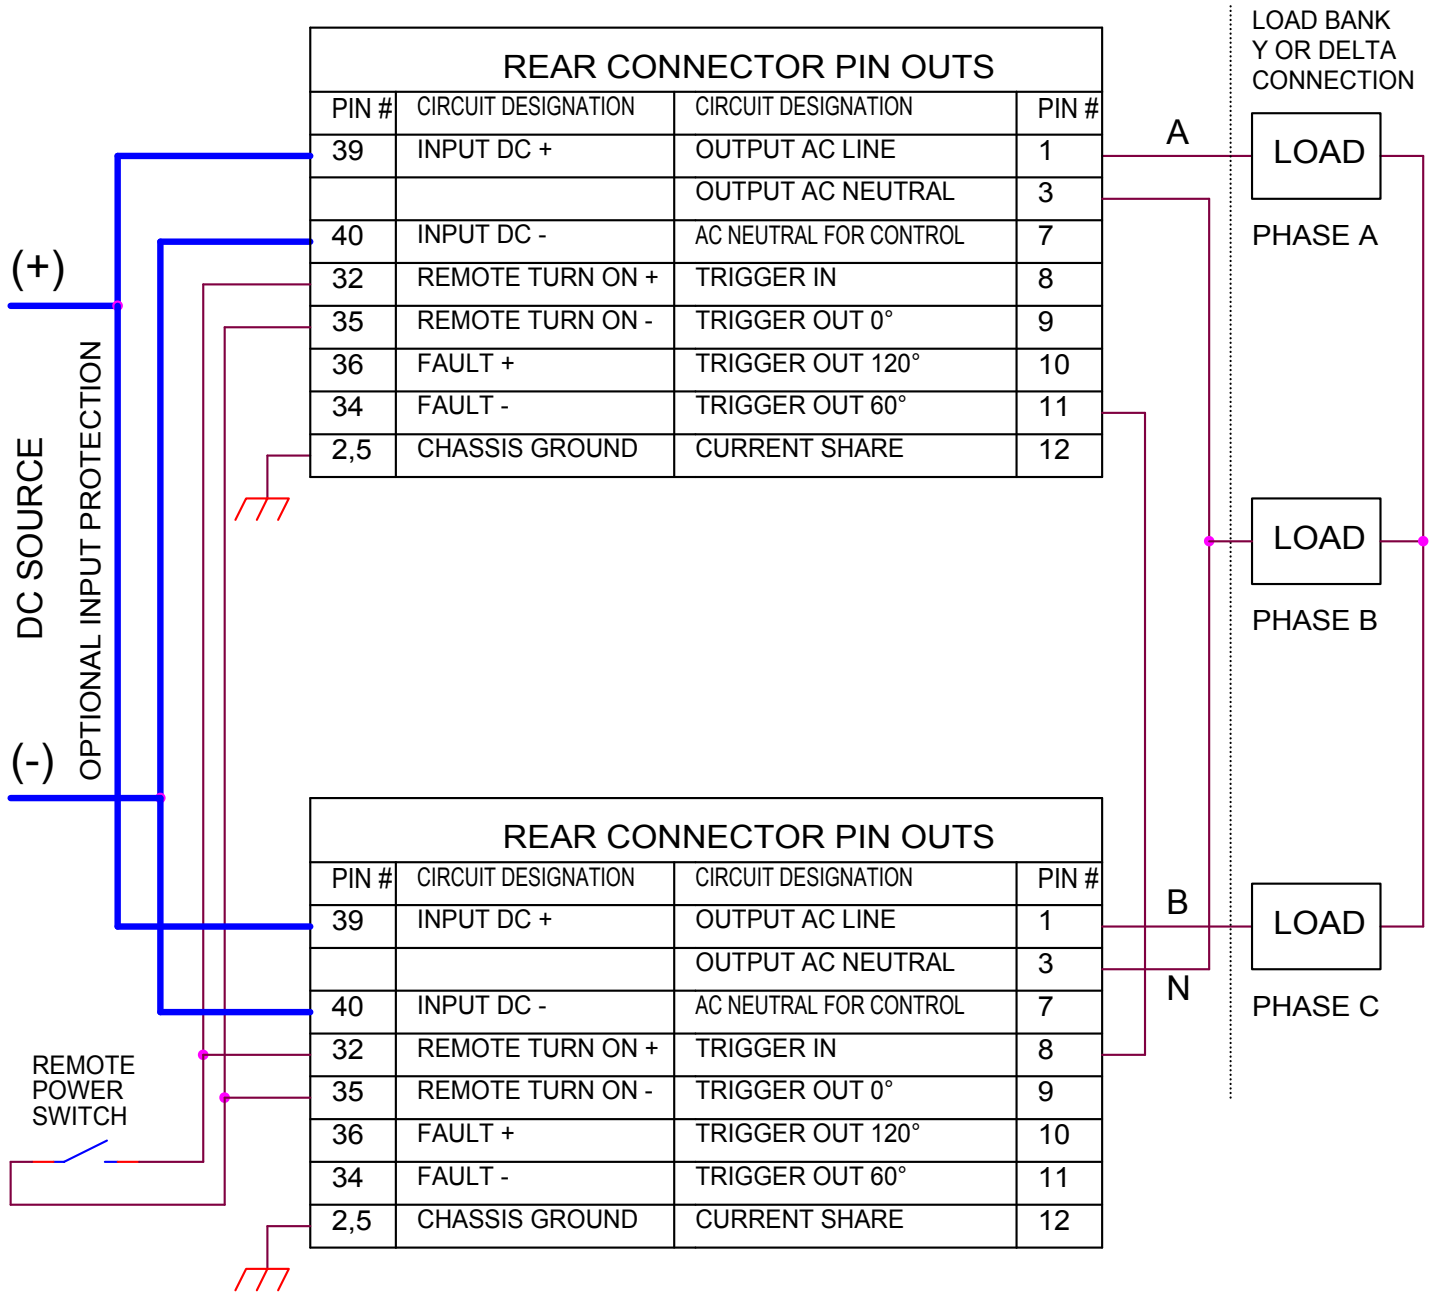 LOAD BANK
Y OR DELTA
CONNECTION
REAR CONNECTOR PIN OUTS
PIN # CIRCUIT DESIGNATION CIRCUIT DESIGNATION PIN #
39 INPUT DC + OUTPUT AC LINE 1
OUTPUT AC NEUTRAL 3
40 INPUT DC - AC NEUTRAL FOR CONTROL 7
32 REMOTE TURN ON + TRIGGER IN 8
35 REMOTE TURN ON - TRIGGER OUT 0°
9
36 FAULT + TRIGGER OUT 120° 10
34 FAULT - TRIGGER OUT 60° 11
2,5 CHASSIS GROUND CURRENT SHARE 12
A
LOAD
PHASE A
LOAD
PHASE B
(+)
DC SOURCE
OPTIONAL INPUT PROTECTION
(-)
REAR CONNECTOR PIN OUTS
PIN # CIRCUIT DESIGNATION CIRCUIT DESIGNATION PIN #
39 INPUT DC + OUTPUT AC LINE 1
OUTPUT AC NEUTRAL 3
40 INPUT DC - AC NEUTRAL FOR CONTROL 7
32 REMOTE TURN ON + TRIGGER IN 8
35 REMOTE TURN ON - TRIGGER OUT 0° 9
36 FAULT + TRIGGER OUT 120° 10
34 FAULT - TRIGGER OUT 60° 11
2,5 CHASSIS GROUND CURRENT SHARE 12
B
N
LOAD
PHASE C
REMOTE
POWER
SWITCH